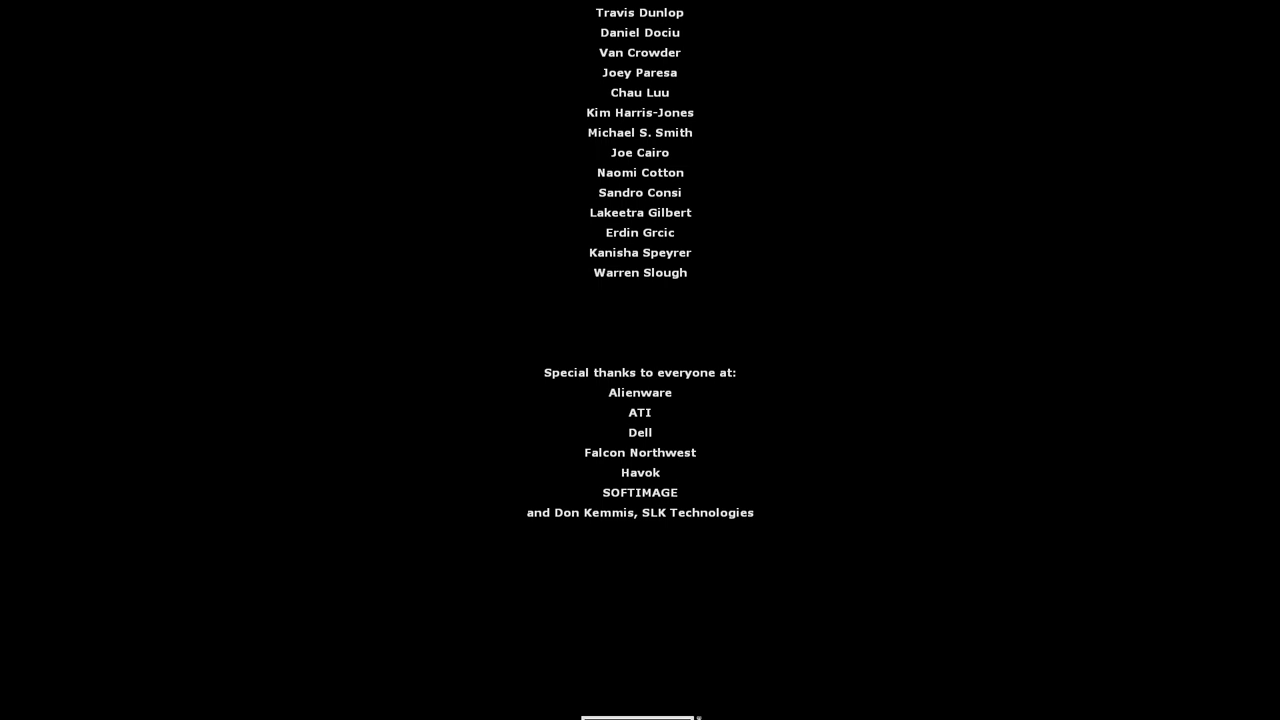 Travis Dunlop
Daniel Dociu
Van Crowder
Joey Paresa
Chau Luu
Kim Harris-Jones
Michael S. Smith
Joe Cairo
Naomi Cotton
Sandro Consi
Lakeetra Gilbert
Erdin Grcic
Kanisha Speyrer
Warren Slough
Special thanks to everyone at:
Alienware
ATI
Dell
Falcon Northwest
Havok
SOFTIMAGE
and Don Kemmis, SLK Technologies